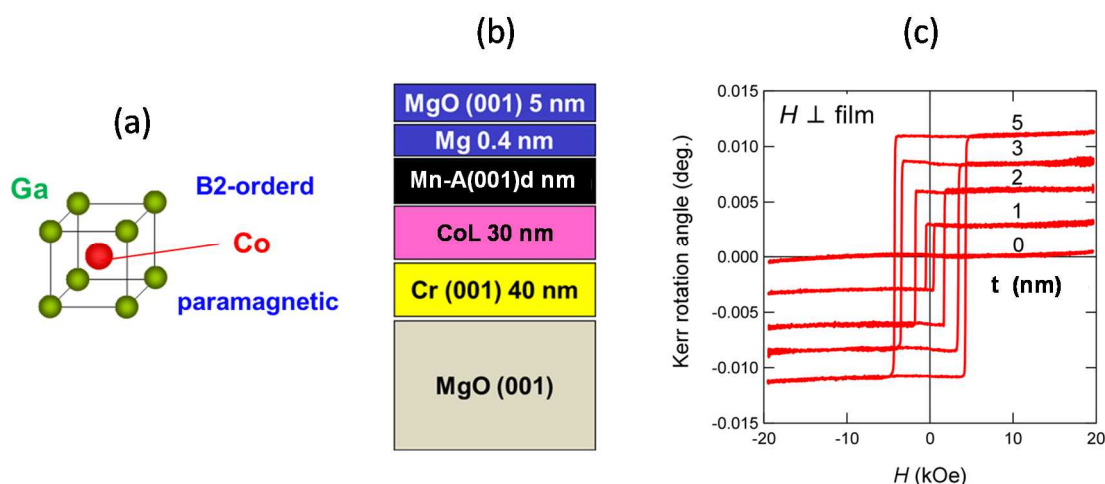 (a)
Ga
B2-orderd
Co
paramagnetic
(b)
MgO (001) 5 nm
Mg 0.4 nm
Mn-A(001)d nm
CoL 30 nm
Cr (001) 40 nm
MgO (001)
(c)
H ⊥ film
Kerr rotation angle (deg.)
0.015
0.010
0.005
0.000
-0.005
-0.010
-0.015
5
3
2
1
0
t (nm)
-20 -10 0 10 20
H (kOe)